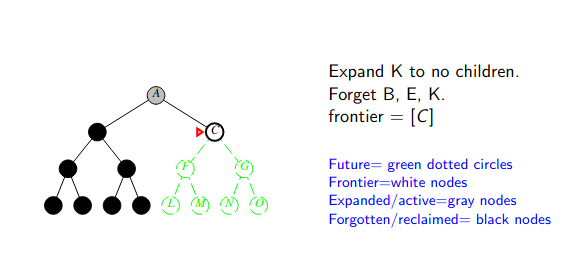 A
C
F
G
L
M
N
O
Expand K to no children.
Forget B, E, K.
frontier = [C]
Future= green dotted circles
Frontier=white nodes
Expanded/active=gray nodes
Forgotten/reclaimed= black nodes